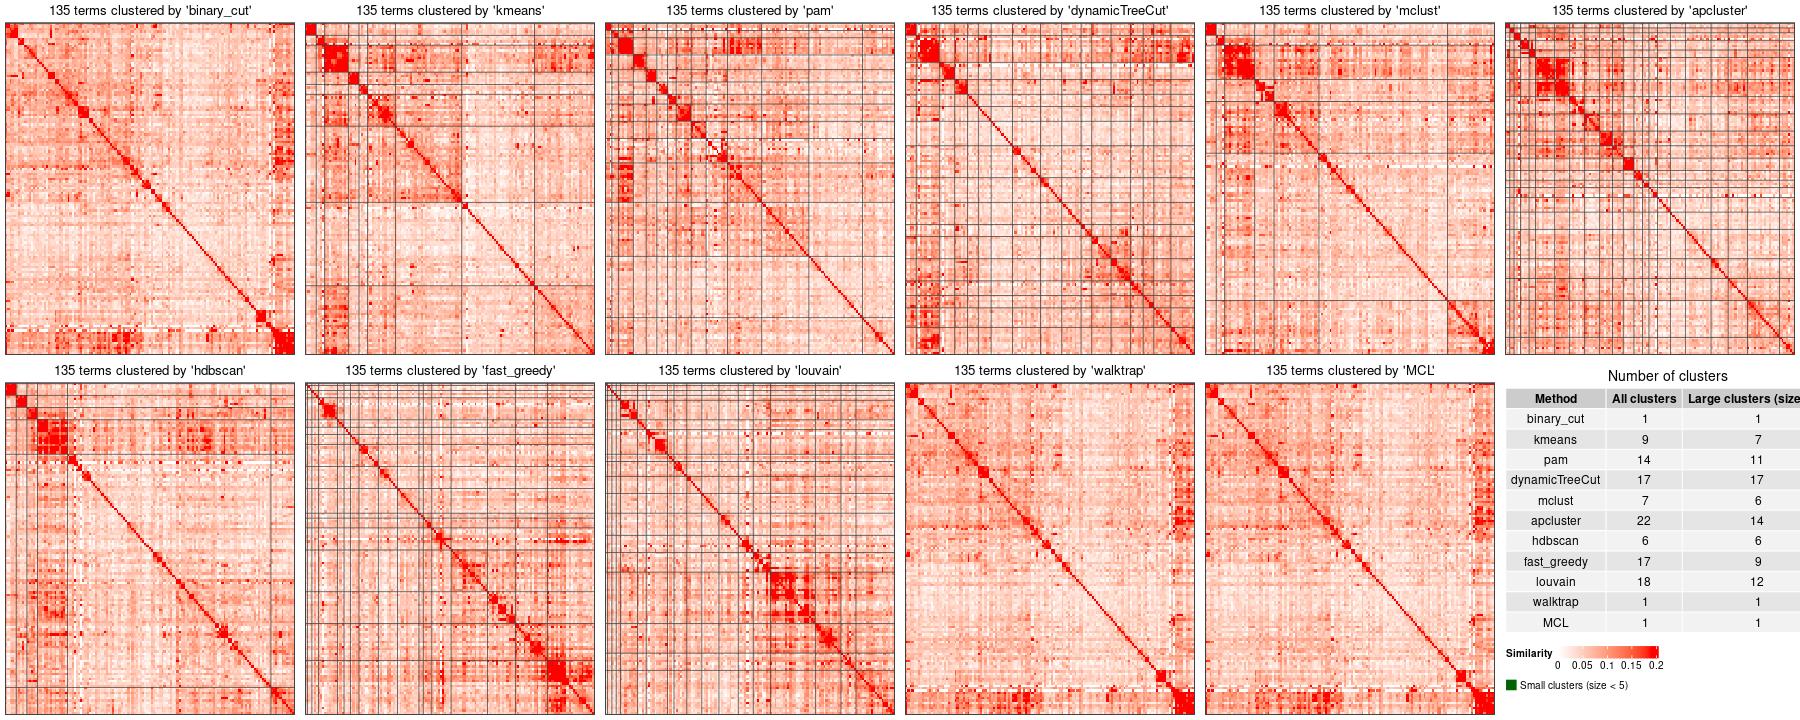 135 terms clustered by 'binary_cut'
135 terms clustered by 'kmeans'
135 terms clustered by 'pam'
135 terms clustered by 'dynamicTreeCut'
135 terms clustered by 'mclust'
135 terms clustered by 'apcluster'
135 terms clustered by 'hdbscan'
135 terms clustered by 'fast_greedy'
135 terms clustered by 'louvain'
135 terms clustered by 'walktrap'
135 terms clustered by 'MCL'
Number of clusters
Method All clusters Large clusters (size
binary_cut 1 1
kmeans 9 7
pam 14 11
dynamicTreeCut 17 17
mclust 7 6
apcluster 22 14
hdbscan 6 6
fast_greedy 17 9
louvain 18 12
walktrap 1 1
MCL 1 1
Similarity
0 0.05 0.1 0.15 0.2
Small clusters (size < 5)